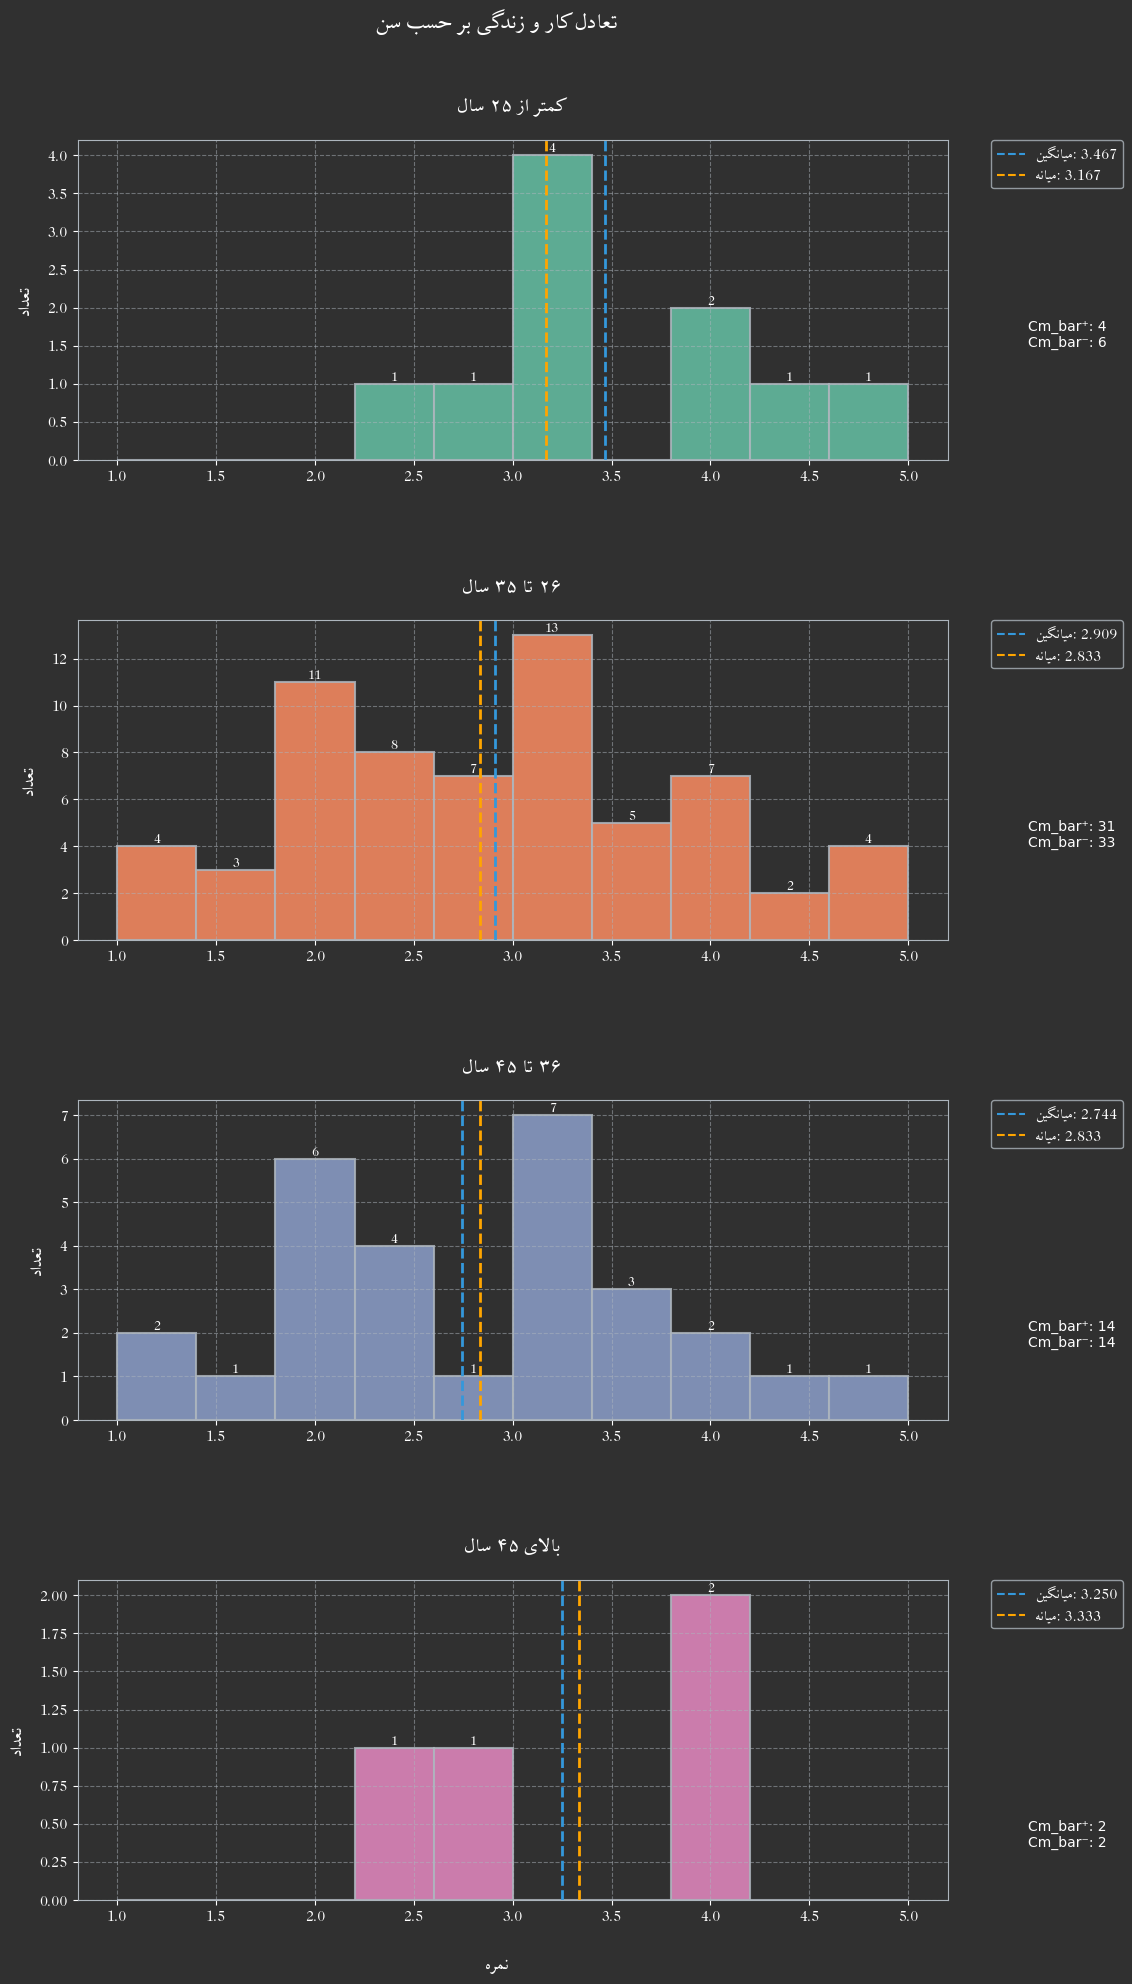 تعادل کار و زندگی بر حسب سن
کمتر از ۲۵ سال
میانگین: 3.467
میانه: 3.167
تعداد
4.0
3.5
3.0
2.5
2.0
1.5
1.0
0.5
0.0
1
1
4
2
1
1
1.0 1.5 2.0 2.5 3.0 3.5 4.0 4.5 5.0
Cm_bar⁺: 4
Cm_bar⁻: 6
۲۶ تا ۳۵ سال
میانگین: 2.909
میانه: 2.833
تعداد
12
10
8
6
4
2
0
4
3
11
8
7
13
5
7
2
4
1.0 1.5 2.0 2.5 3.0 3.5 4.0 4.5 5.0
Cm_bar⁺: 31
Cm_bar⁻: 33
۳۶ تا ۴۵ سال
میانگین: 2.744
میانه: 2.833
تعداد
7
6
5
4
3
2
1
0
2
1
6
4
1
7
3
2
1
1
1.0 1.5 2.0 2.5 3.0 3.5 4.0 4.5 5.0
Cm_bar⁺: 14
Cm_bar⁻: 14
بالای ۴۵ سال
میانگین: 3.250
میانه: 3.333
تعداد
2.00
1.75
1.50
1.25
1.00
0.75
0.50
0.25
0.00
1
1
2
1.0 1.5 2.0 2.5 3.0 3.5 4.0 4.5 5.0
Cm_bar⁺: 2
Cm_bar⁻: 2
نمره